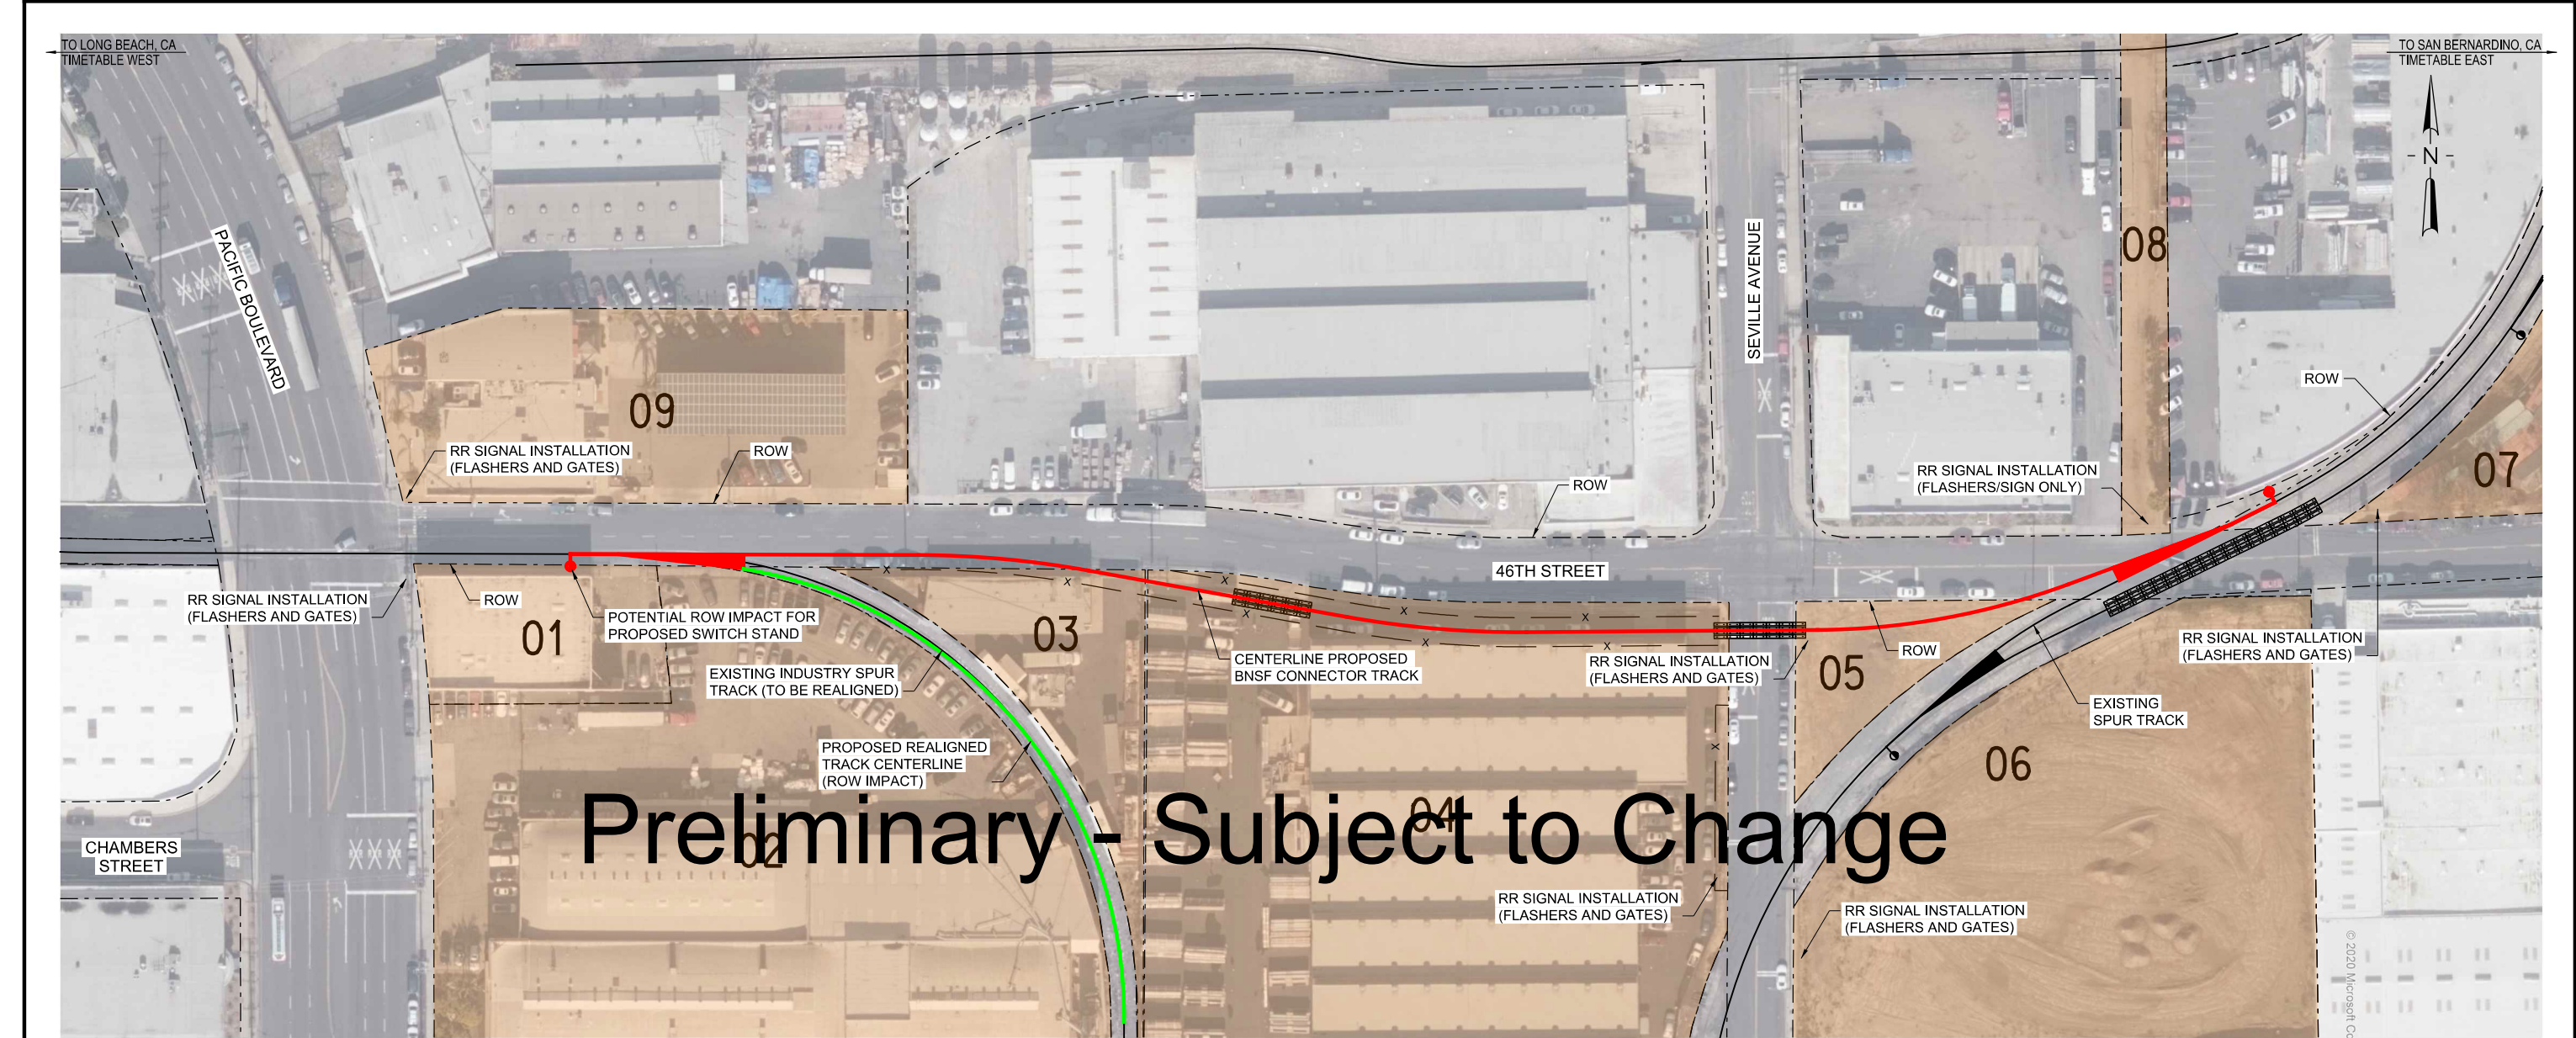 TO LONG BEACH, CA
TIMETABLE WEST
TO SAN BERNARDINO, CA
TIMETABLE EAST
- N -
PACIFIC BOULEVARD
SEVILLE AVENUE
08
ROW
09
RR SIGNAL INSTALLATION
(FLASHERS AND GATES)
ROW
ROW
RR SIGNAL INSTALLATION
(FLASHERS/SIGN ONLY)
07
46TH STREET
RR SIGNAL INSTALLATION
(FLASHERS AND GATES)
ROW
01
POTENTIAL ROW IMPACT FOR
PROPOSED SWITCH STAND
03
EXISTING INDUSTRY SPUR
TRACK (TO BE REALIGNED)
CENTERLINE PROPOSED
BNSF CONNECTOR TRACK
RR SIGNAL INSTALLATION
(FLASHERS AND GATES)
05
ROW
RR SIGNAL INSTALLATION
(FLASHERS AND GATES)
EXISTING
SPUR TRACK
PROPOSED REALIGNED
TRACK CENTERLINE
(ROW IMPACT)
06
04
Preliminary - Subject to Change
02
CHAMBERS
STREET
RR SIGNAL INSTALLATION
(FLASHERS AND GATES)
RR SIGNAL INSTALLATION
(FLASHERS AND GATES)
© 2020 Microsoft Co